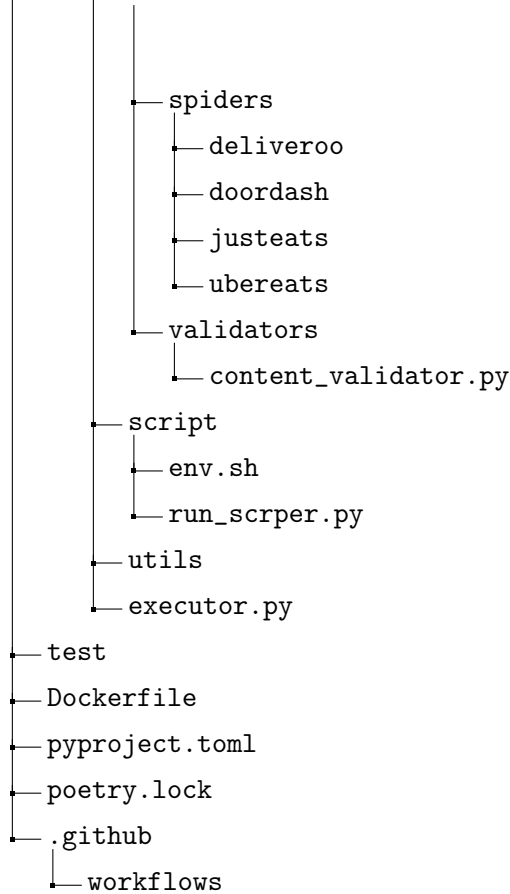 spiders
deliveroo
doordash
justeats
ubereats
validators
content_validator.py
script
env.sh
run_scrper.py
utils
executor.py
test
Dockerfile
pyproject.toml
poetry.lock
.github
workflows